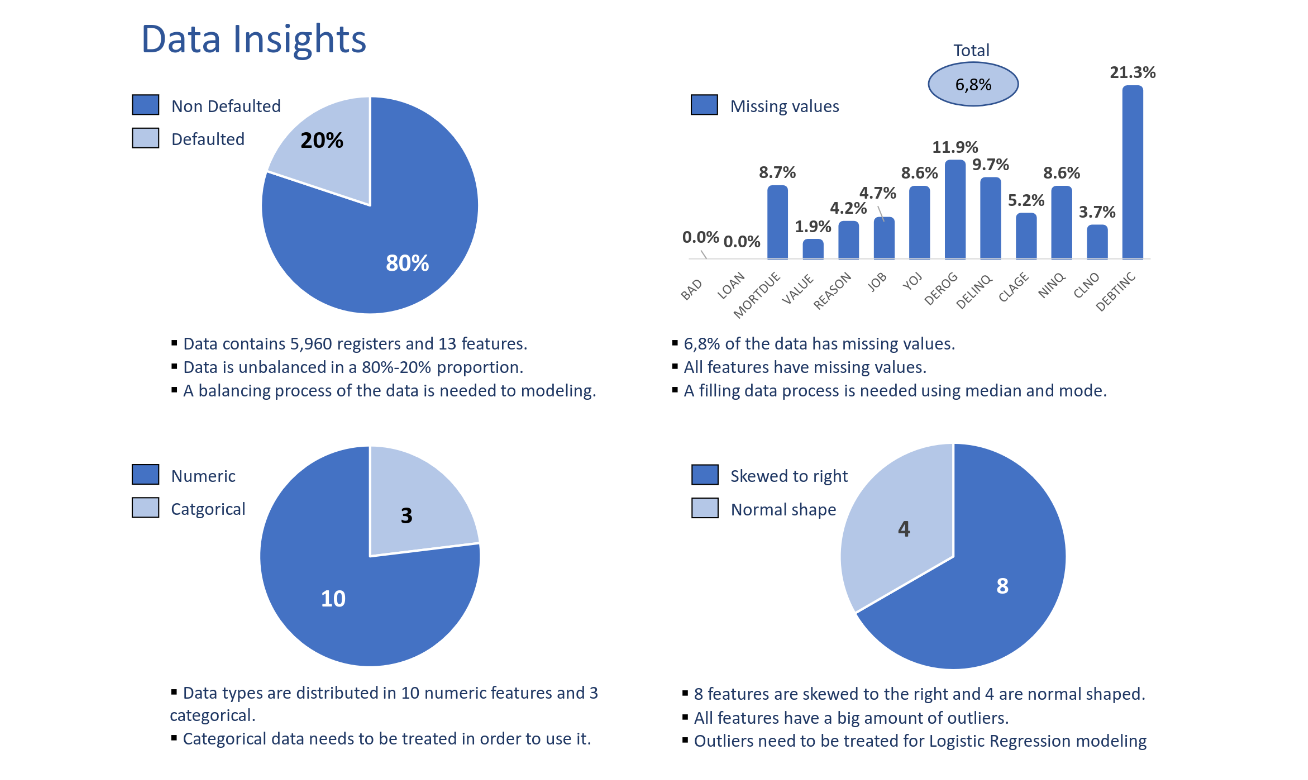 Data Insights
Non Defaulted
Defaulted
20%
80%
▪ Data contains 5,960 registers and 13 features.
▪ Data is unbalanced in a 80%-20% proportion.
▪ A balancing process of the data is needed to modeling.
Total
6,8%
Missing values
0.0%
0.0%
8.7%
1.9%
4.2%
4.7%
8.6%
11.9%
9.7%
5.2%
8.6%
3.7%
21.3%
BAD
LOAN
MORTDUE
VALUE
REASON
JOB
YOJ
DEROG
DELINQ
CLAGE
NINQ
CLNO
DEBTINC
▪ 6,8% of the data has missing values.
▪ All features have missing values.
▪ A filling data process is needed using median and mode.
Numeric
Catgorical
3
10
▪ Data types are distributed in 10 numeric features and 3
categorical.
▪ Categorical data needs to be treated in order to use it.
Skewed to right
Normal shape
4
8
▪ 8 features are skewed to the right and 4 are normal shaped.
▪ All features have a big amount of outliers.
▪ Outliers need to be treated for Logistic Regression modeling